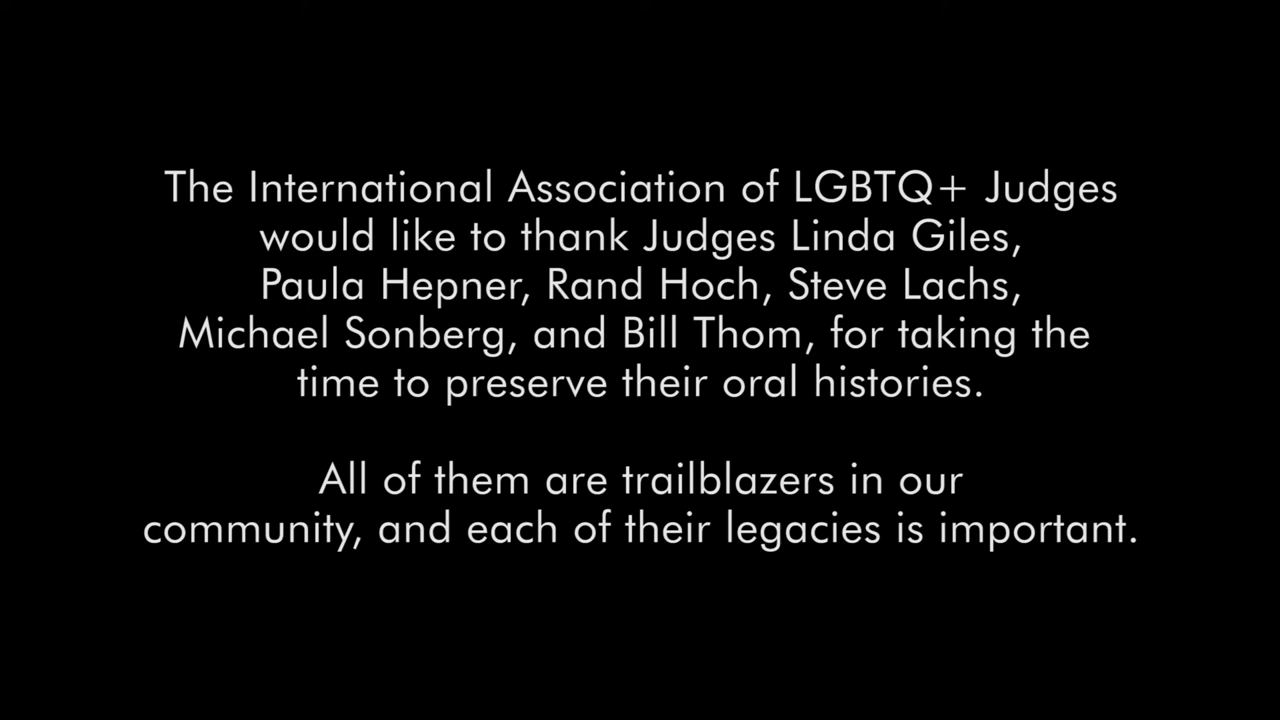 The International Association of LGBTQ+ Judges
would like to thank Judges Linda Giles,
Paula Hepner, Rand Hoch, Steve Lachs,
Michael Sonberg, and Bill Thom, for taking the
time to preserve their oral histories.
All of them are trailblazers in our
community, and each of their legacies is important.